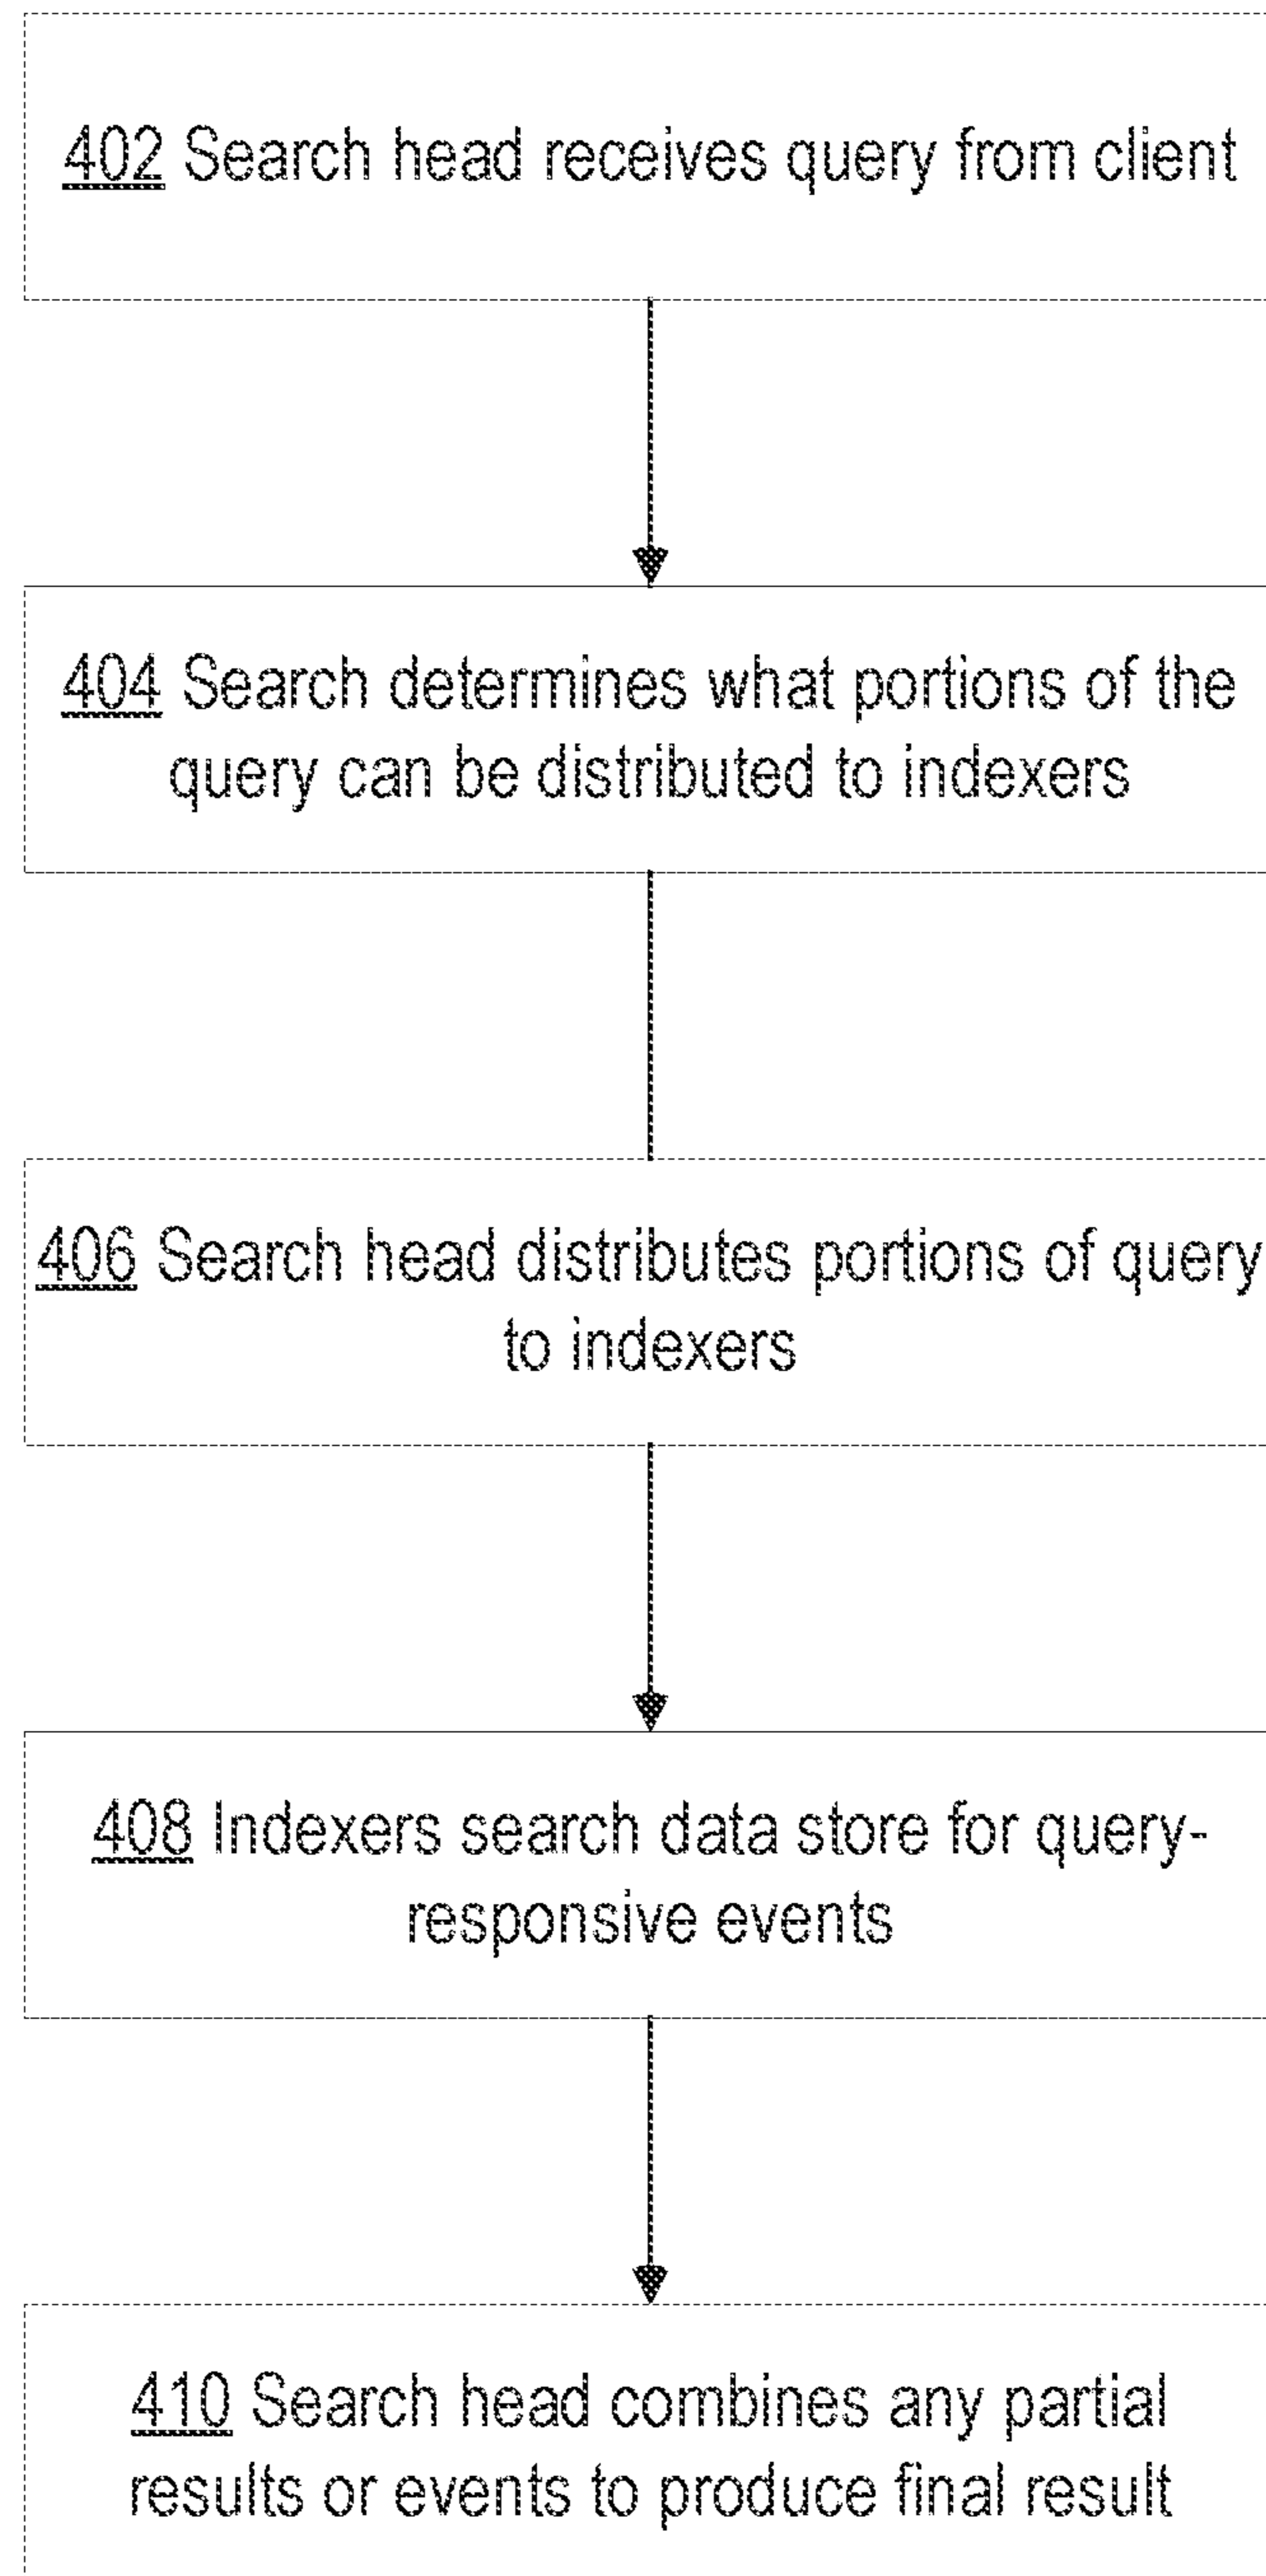 402 Search head receives query from client
404 Search determines what portions of the
query can be distributed to indexers
406 Search head distributes portions of query
to indexers
408 Indexers search data store for query-
responsive events
410 Search head combines any partial
results or events to produce final result